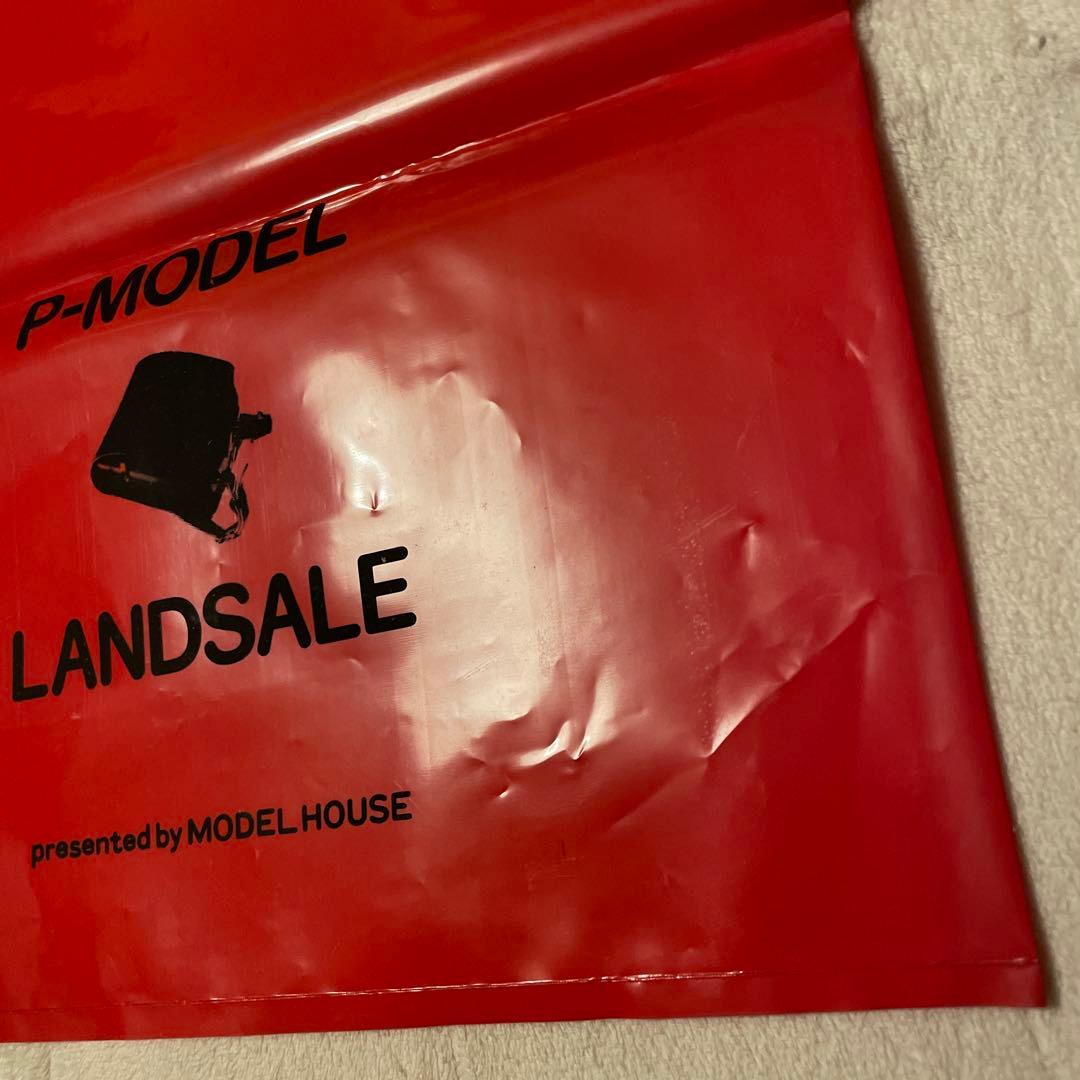 P-MODEL
LANDSALE
presented by MODEL HOUSE